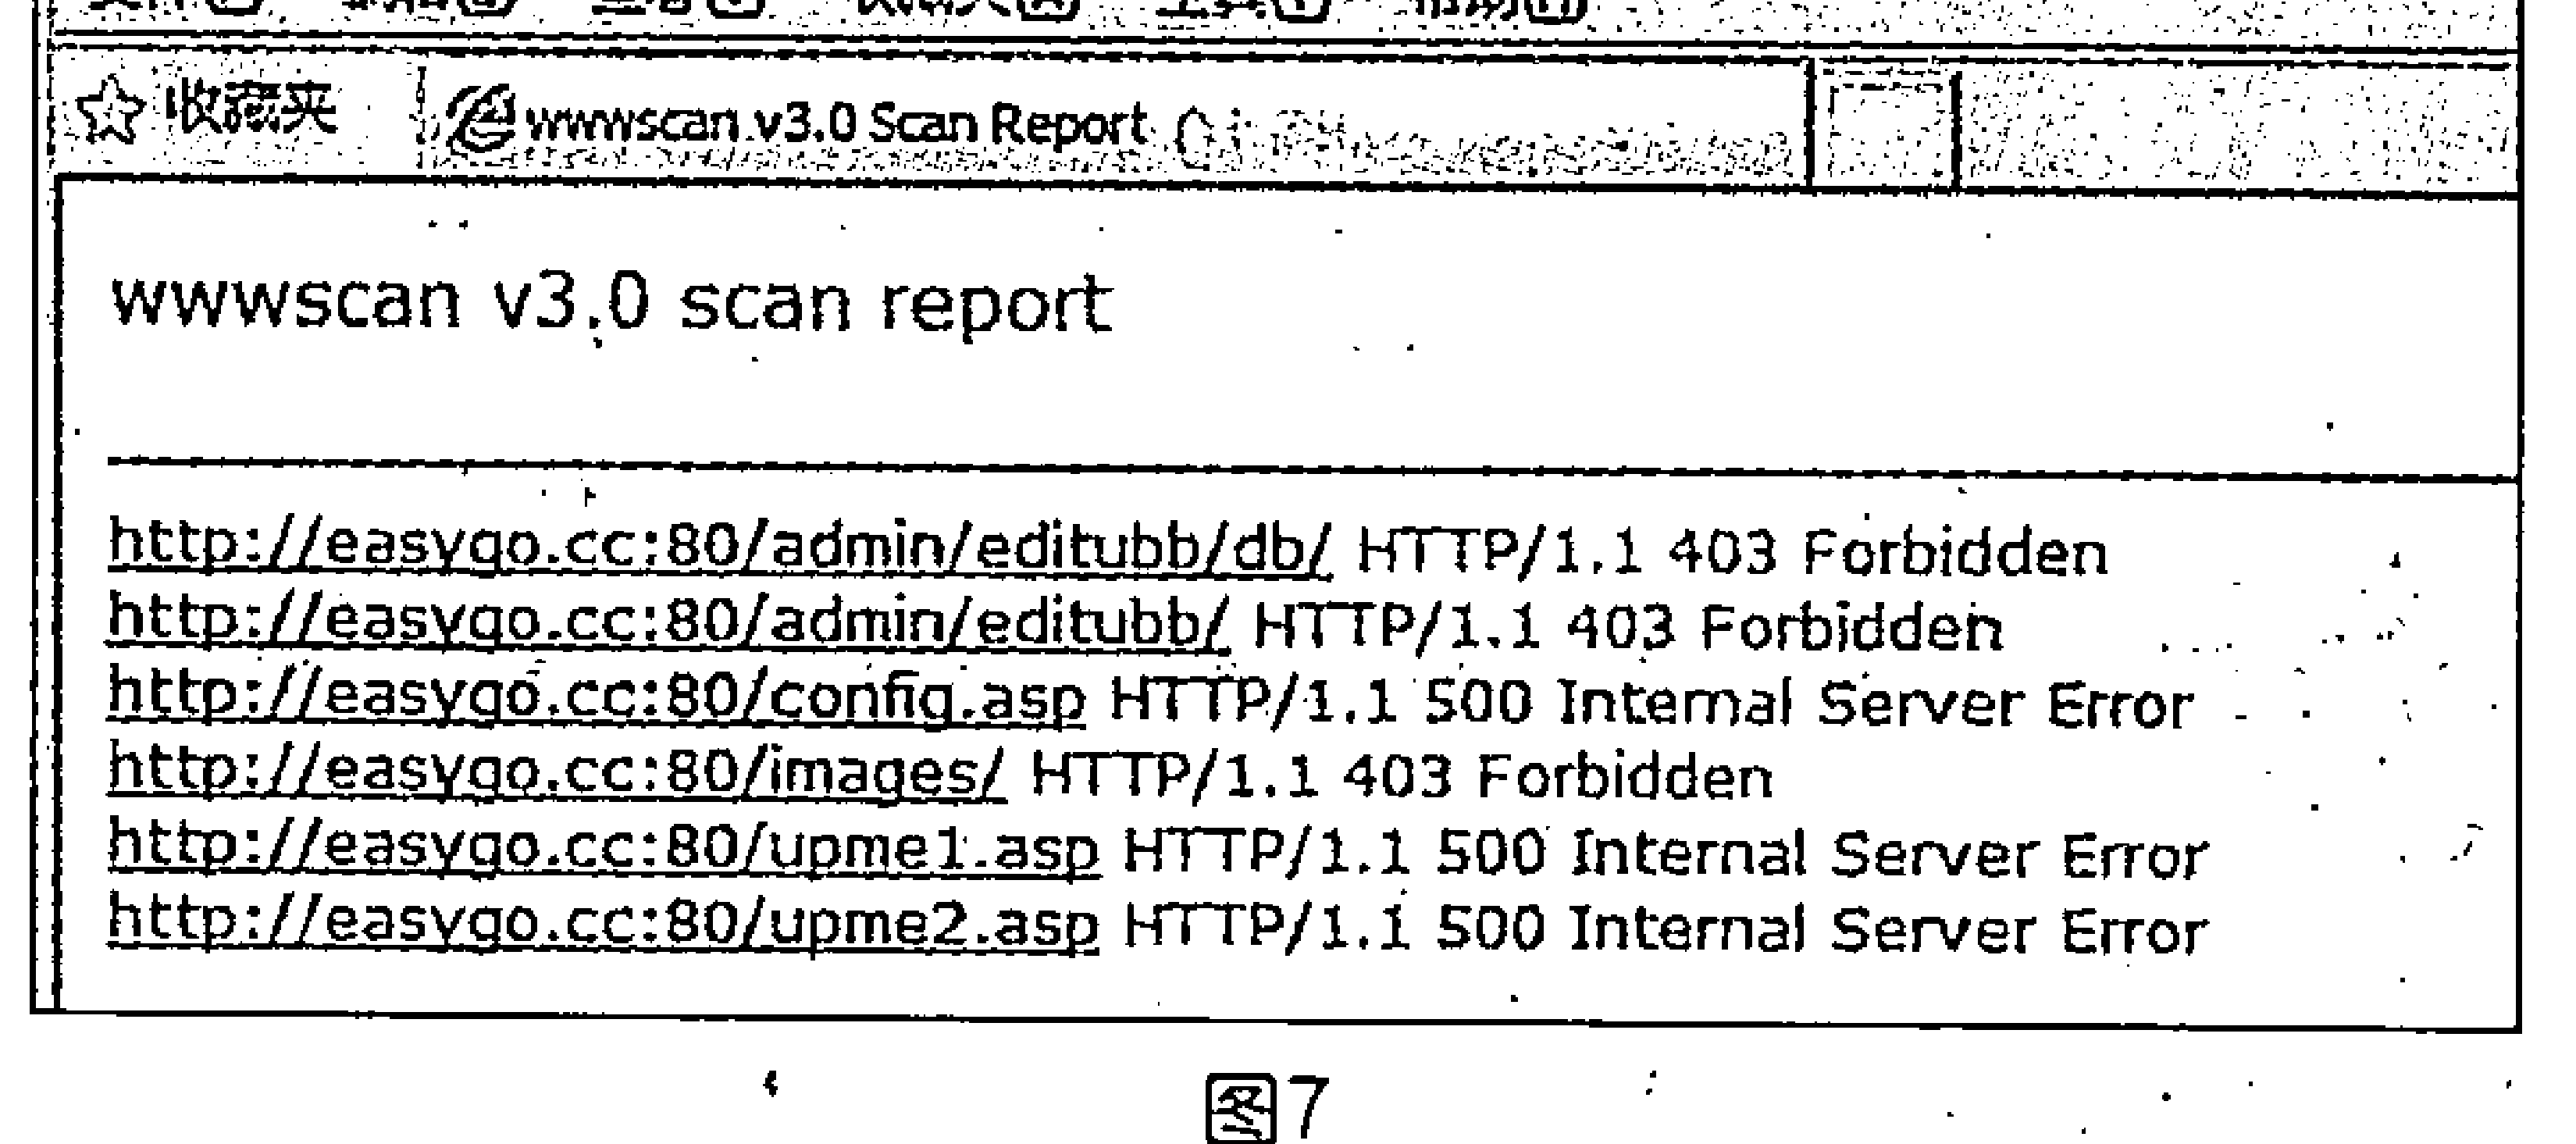 收藏夹
wwwscan v3.0 Scan Report
wwwscan v3.0 scan report
http://easygo.cc:80/admin/editubb/db/ HTTP/1.1 403 Forbidden
http://easygo.cc:80/admin/editubb/ HTTP/1.1 403 Forbidden
http://easygo.cc:80/config.asp HTTP/1.1 500 Internal Server Error
http://easygo.cc:80/images/ HTTP/1.1 403 Forbidden
http://easygo.cc:80/upme1.asp HTTP/1.1 500 Internal Server Error
http://easygo.cc:80/upme2.asp HTTP/1.1 500 Internal Server Error
图7